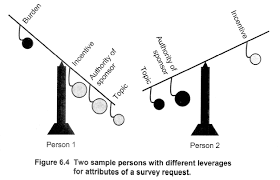 Burden
Incentive
Authority of
sponsor
Topic
Person 1
Topic
Authority of
sponsor
Incentive
Person 2
Figure 6.4 Two sample persons with different leverages
for attributes of a survey request.